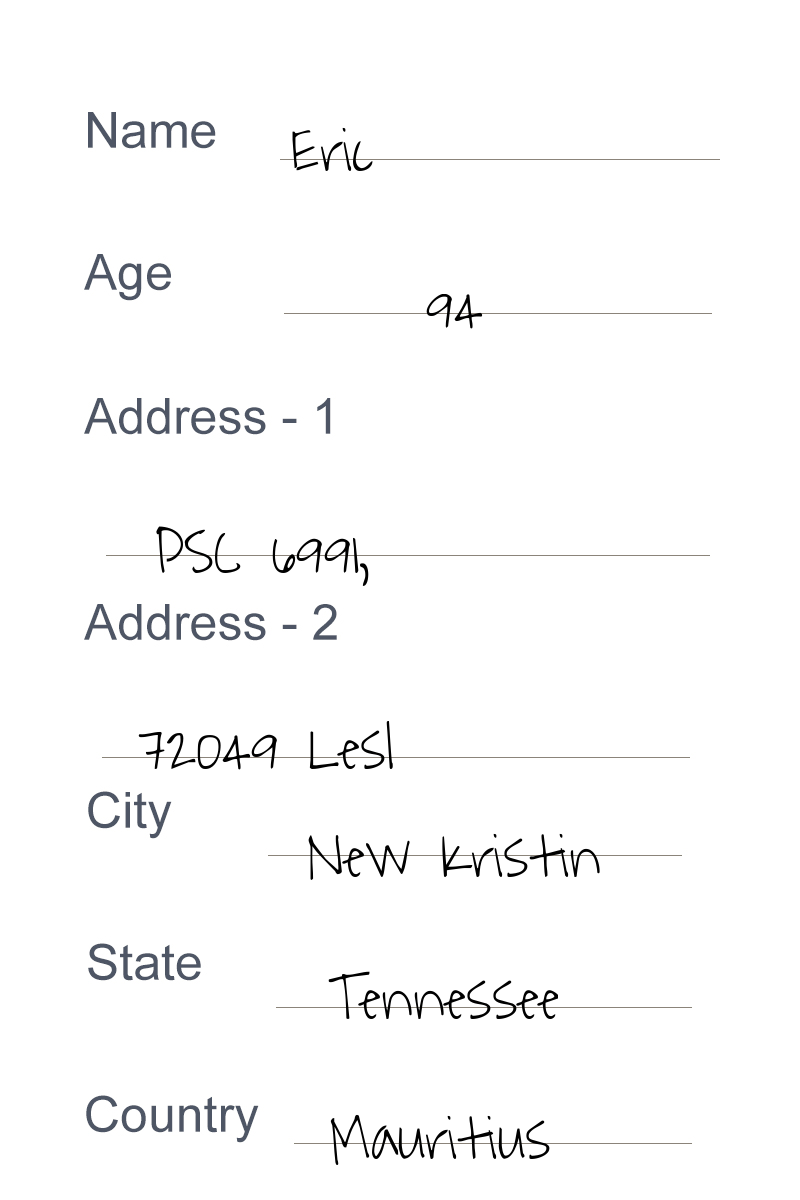 Name Eric
Age 94
Address - 1
PSC 6991,
Address - 2
72049 Lesl
City New Kristin
State Tennessee
Country Mauritius